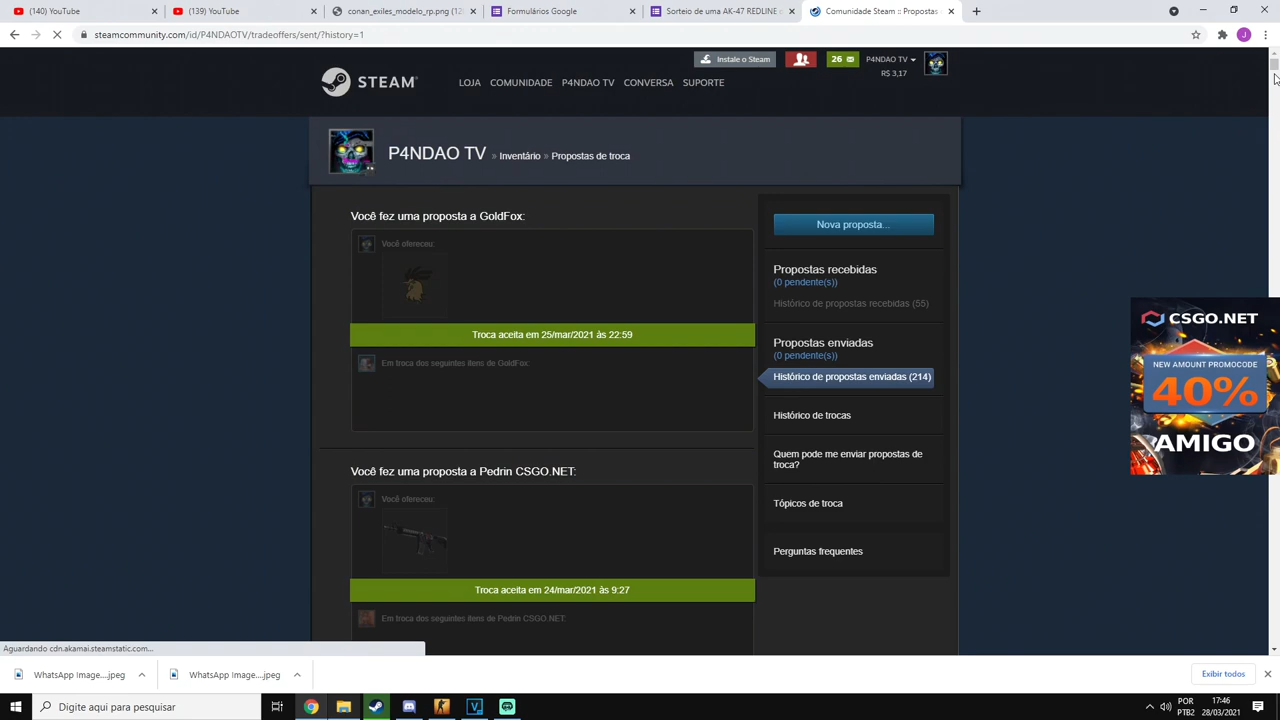 (140) YouTube
(139) YouTube
conan_exiles_modelo_rp.png (12
Formulários Google
Sorteio de uma AK-47 REDLINE d
Comunidade Steam :: Propostas
steamcommunity.com/id/P4NDAOTV/tradeoffers/sent/?history=1
J
STEAM®
LOJA COMUNIDADE P4NDAO TV CONVERSA SUPORTE
Instale o Steam
26
P4NDAO TV
R$ 3,17
P4NDAO TV » Inventário » Propostas de troca
Você fez uma proposta a GoldFox:
Você ofereceu:
Troca aceita em 25/mar/2021 às 22:59
Em troca dos seguintes itens de GoldFox:
Você fez uma proposta a Pedrin CSGO.NET:
Você ofereceu:
Troca aceita em 24/mar/2021 às 9:27
Em troca dos seguintes itens de Pedrin CSGO.NET:
Nova proposta...
Propostas recebidas
(0 pendente(s))
Histórico de propostas recebidas (55)
Propostas enviadas
(0 pendente(s))
Histórico de propostas enviadas (214)
Histórico de trocas
Quem pode me enviar propostas de
troca?
Tópicos de troca
Perguntas frequentes
CSGO.NET
NEW AMOUNT PROMOCODE
40%
AMIGO
Aguardando cdn.akamai.steamstatic.com...
WhatsApp Image....jpeg
WhatsApp Image....jpeg
Exibir todos
Digite aqui para pesquisar
POR
PTB2
17:46
28/03/2021